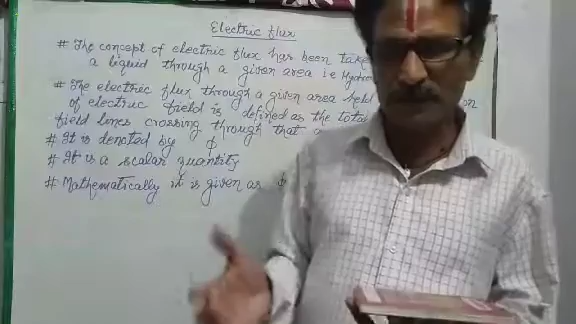 Electric flux
# The concept of electric flux has been take
a liquid through a given area i.e
# The electric flux through a given area held
of electric field is defined as the total on
field lines crossing through that a
# It is denoted by ϕ
# It is a scalar quantity
# Mathematically it is given as ϕ